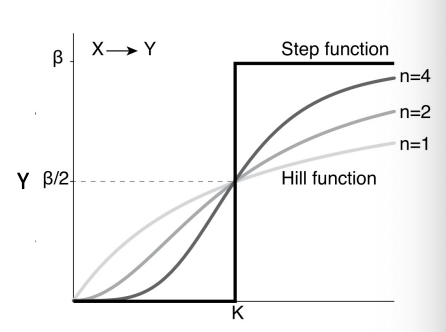 β
X → Y
Step function
n=4
n=2
n=1
Y
β/2
Hill function
K